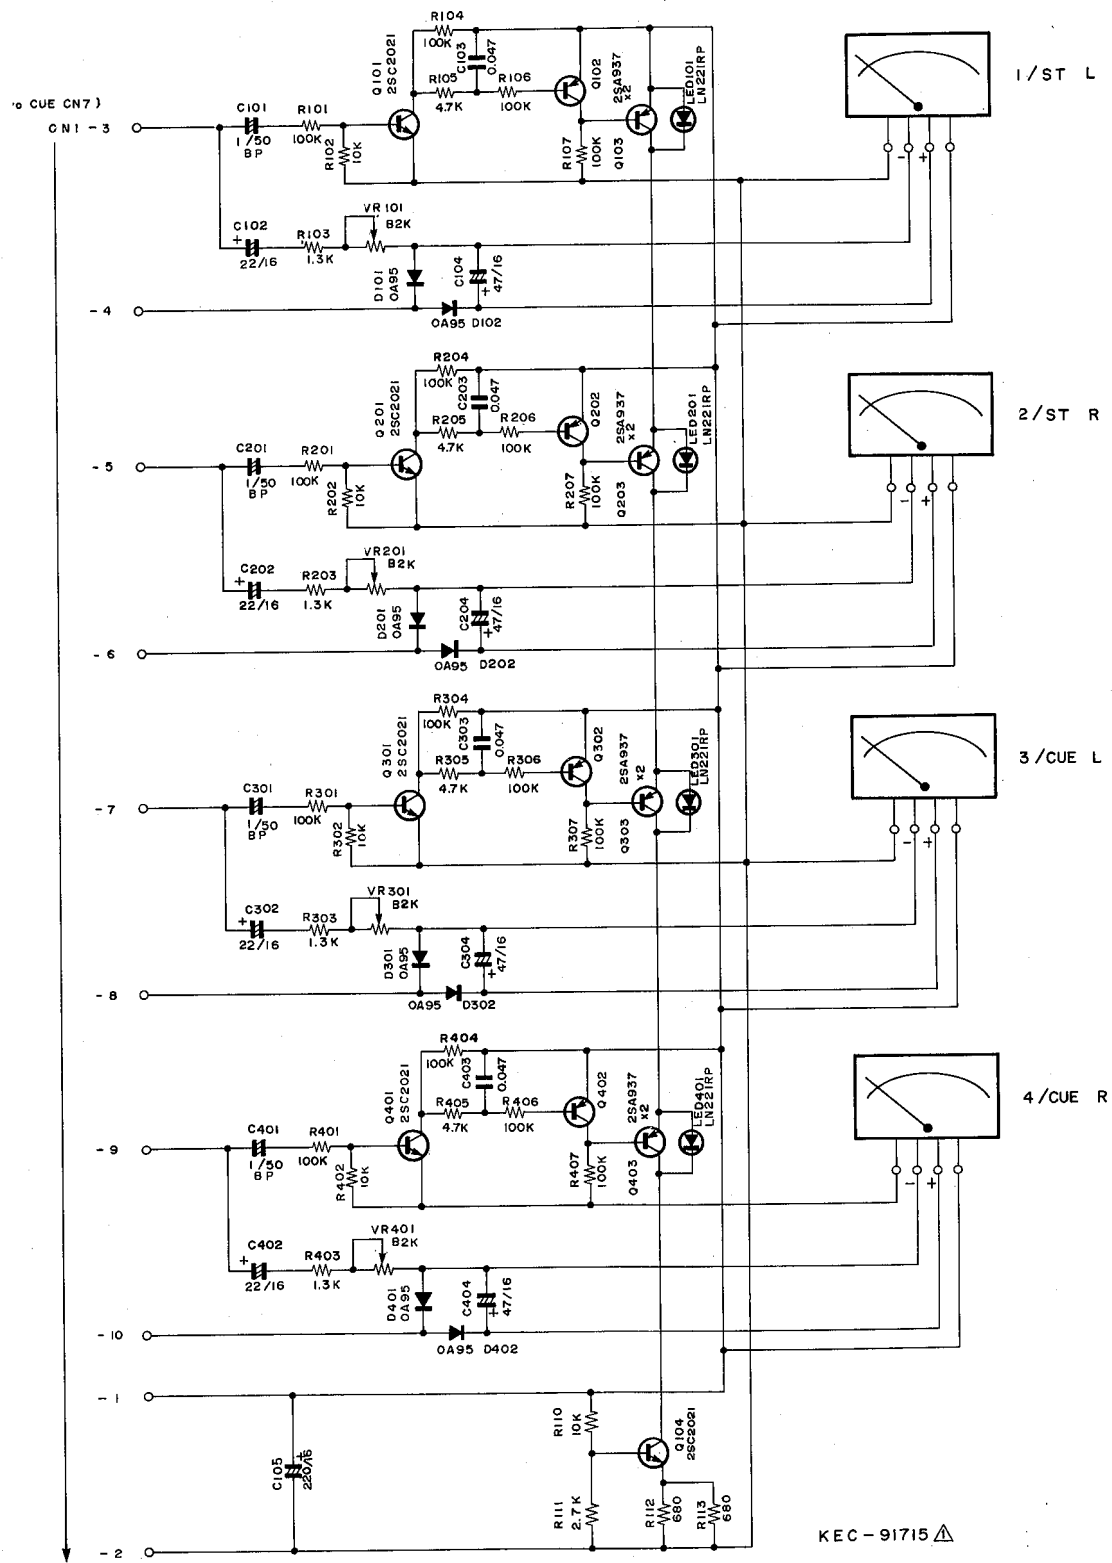 R104
100K
C103
0.047
Q101
2SC2021
R105
4.7K
R106
100K
Q102
2SA937
x2
LED101
LN221RP
1/ST L
o CUE CN7)
CN1 -3
C101
1/50
BP
R101
100K
R102
10K
R107
100K
Q103
- +
VR101
B2K
C102
+
22/16
R103
1.3K
D101
OA95
C104
47/16
+
-4
OA95 D102
R204
100K
C203
0.047
Q201
2SC2021
R205
4.7K
R206
100K
Q202
2SA937
x2
LED201
LN221RP
2/ST R
-5
C201
1/50
BP
R201
100K
R202
10K
R207
100K
Q203
- +
VR201
B2K
C202
+
22/16
R203
1.3K
D201
OA95
C204
47/16
+
-6
OA95 D202
R304
100K
C303
0.047
Q301
2SC2021
R305
4.7K
R306
100K
Q302
2SA937
x2
LED301
LN221RP
3/CUE L
-7
C301
1/50
BP
R301
100K
R302
10K
R307
100K
Q303
- +
VR301
B2K
C302
+
22/16
R303
1.3K
D301
OA95
C304
47/16
+
-8
OA95 D302
R404
100K
C403
0.047
Q401
2SC2021
R405
4.7K
R406
100K
Q402
2SA937
x2
LED401
LN221RP
4/CUE R
-9
C401
1/50
BP
R401
100K
R402
10K
R407
100K
Q403
- +
VR401
B2K
C402
+
22/16
R403
1.3K
D401
OA95
C404
47/16
+
-10
OA95 D402
-1
R110
10K
Q104
2SC2021
C105
220/16
+
R111
2.7K
R112
680
R113
680
KEC-91715 1
-2